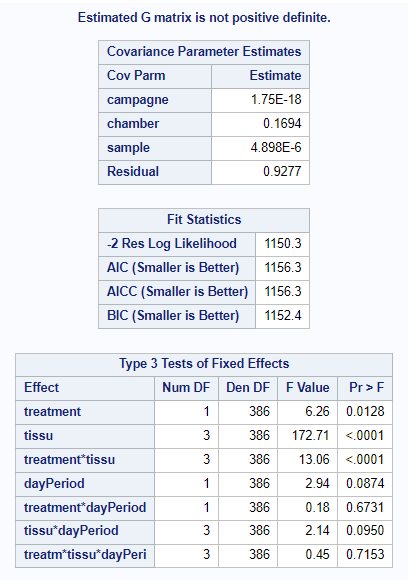 Estimated G matrix is not positive definite.
Covariance Parameter Estimates
Cov Parm Estimate
campagne 1.75E-18
chamber 0.1694
sample 4.898E-6
Residual 0.9277
Fit Statistics
-2 Res Log Likelihood 1150.3
AIC (Smaller is Better) 1156.3
AICC (Smaller is Better) 1156.3
BIC (Smaller is Better) 1152.4
Type 3 Tests of Fixed Effects
Effect Num DF Den DF F Value Pr > F
treatment 1 386 6.26 0.0128
tissu 3 386 172.71 <.0001
treatment*tissu 3 386 13.06 <.0001
dayPeriod 1 386 2.94 0.0874
treatment*dayPeriod 1 386 0.18 0.6731
tissu*dayPeriod 3 386 2.14 0.0950
treatm*tissu*dayPeri 3 386 0.45 0.7153